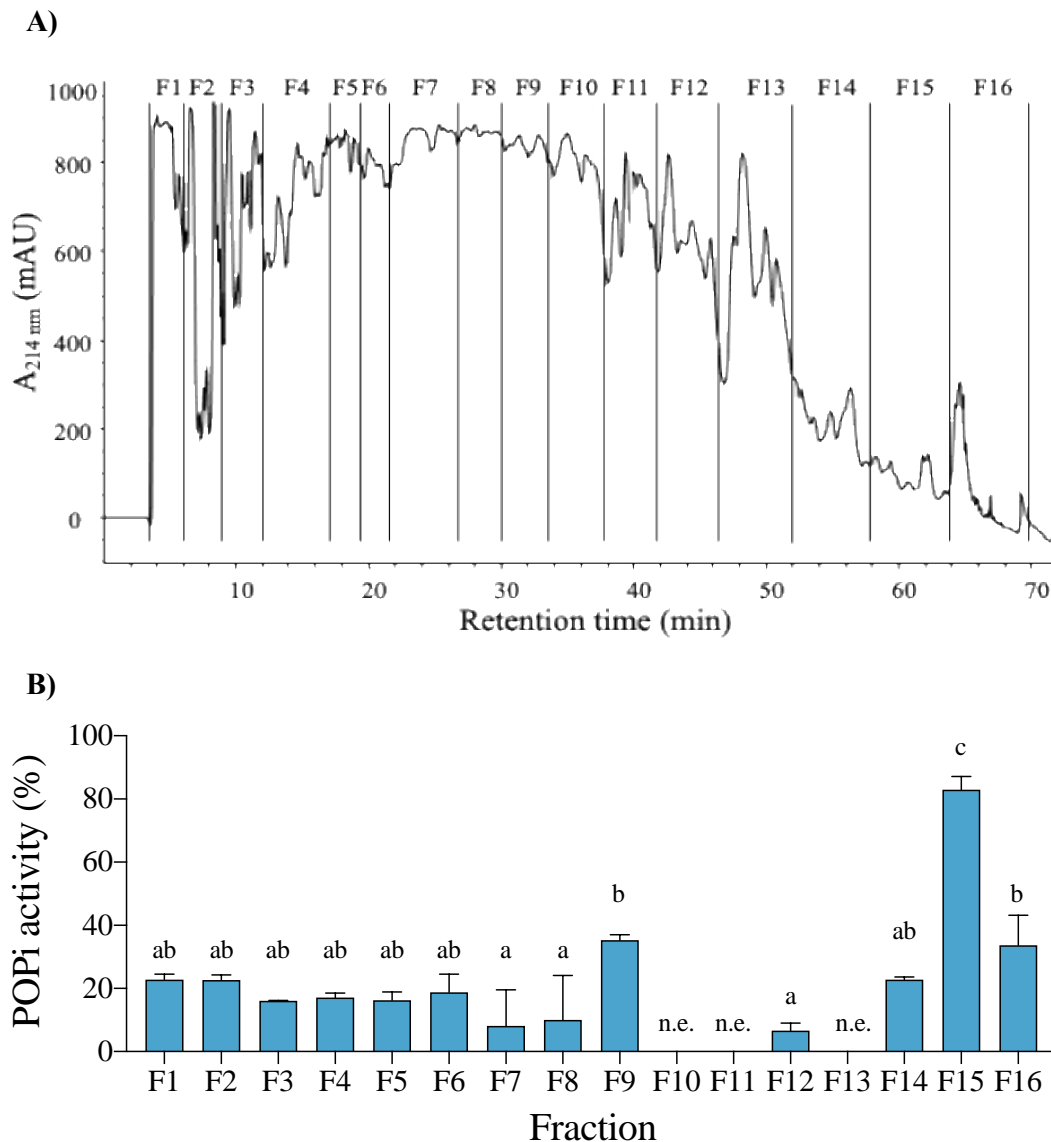 A)
F1 F2 F3 F4 F5 F6 F7 F8 F9 F10 F11 F12 F13 F14 F15 F16
1000
800
600
400
200
0
A214 nm (mAU)
10 20 30 40 50 60 70
Retention time (min)
B)
100
80
60
40
20
0
POPi activity (%)
ab ab ab ab ab ab a a b n.e. n.e. a n.e. ab c b
F1 F2 F3 F4 F5 F6 F7 F8 F9 F10 F11 F12 F13 F14 F15 F16
Fraction